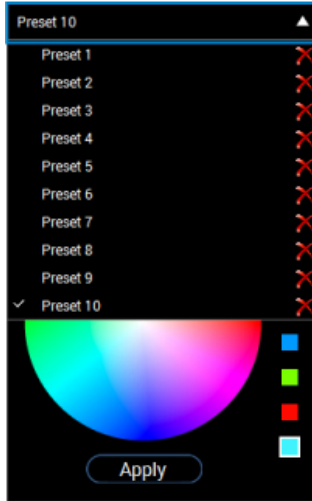 Preset 10
Preset 1
Preset 2
Preset 3
Preset 4
Preset 5
Preset 6
Preset 7
Preset 8
Preset 9
Preset 10
Apply